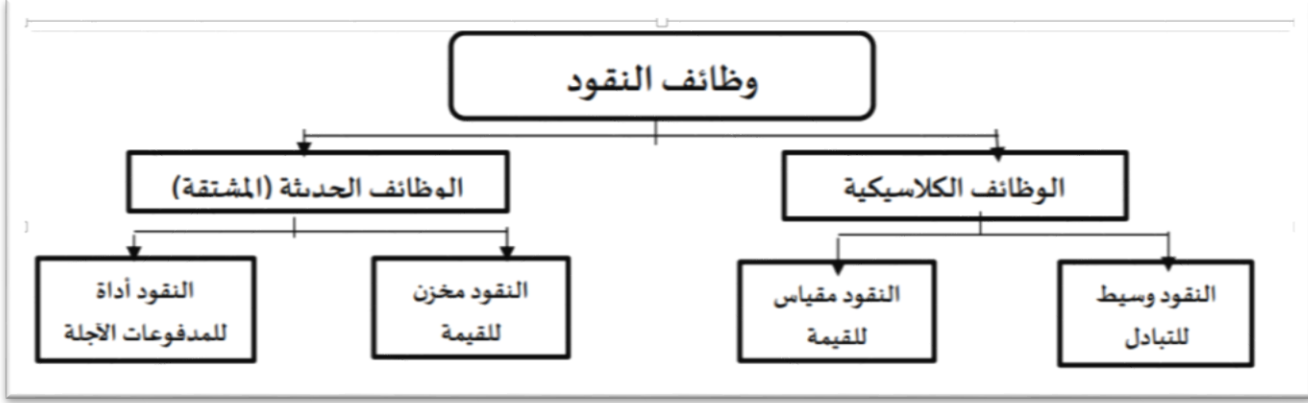 وظائف النقود
الوظائف الكلاسيكية
الوظائف الحديثة (المشتقة)
النقود وسيط
للتبادل
النقود مقياس
للقيمة
النقود مخزن
للقيمة
النقود أداة
للمدفوعات الآجلة